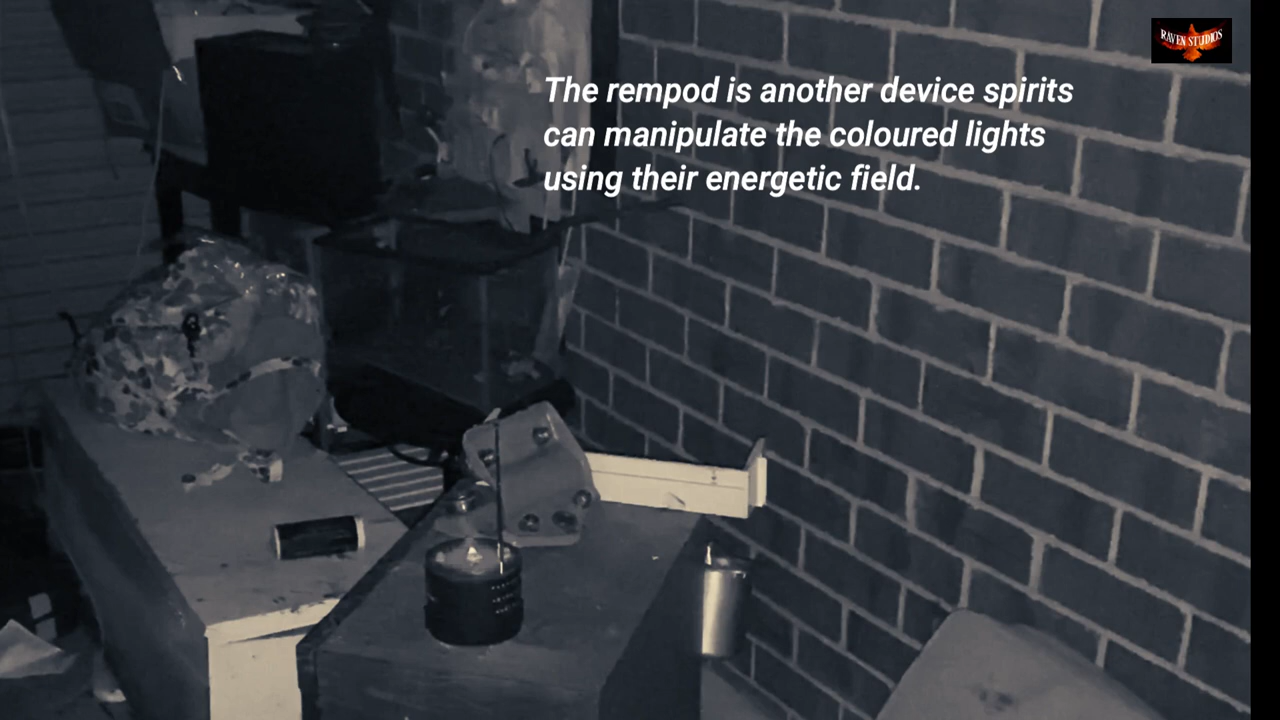 RAVEN STUDIOS
The rempod is another device spirits
can manipulate the coloured lights
using their energetic field.